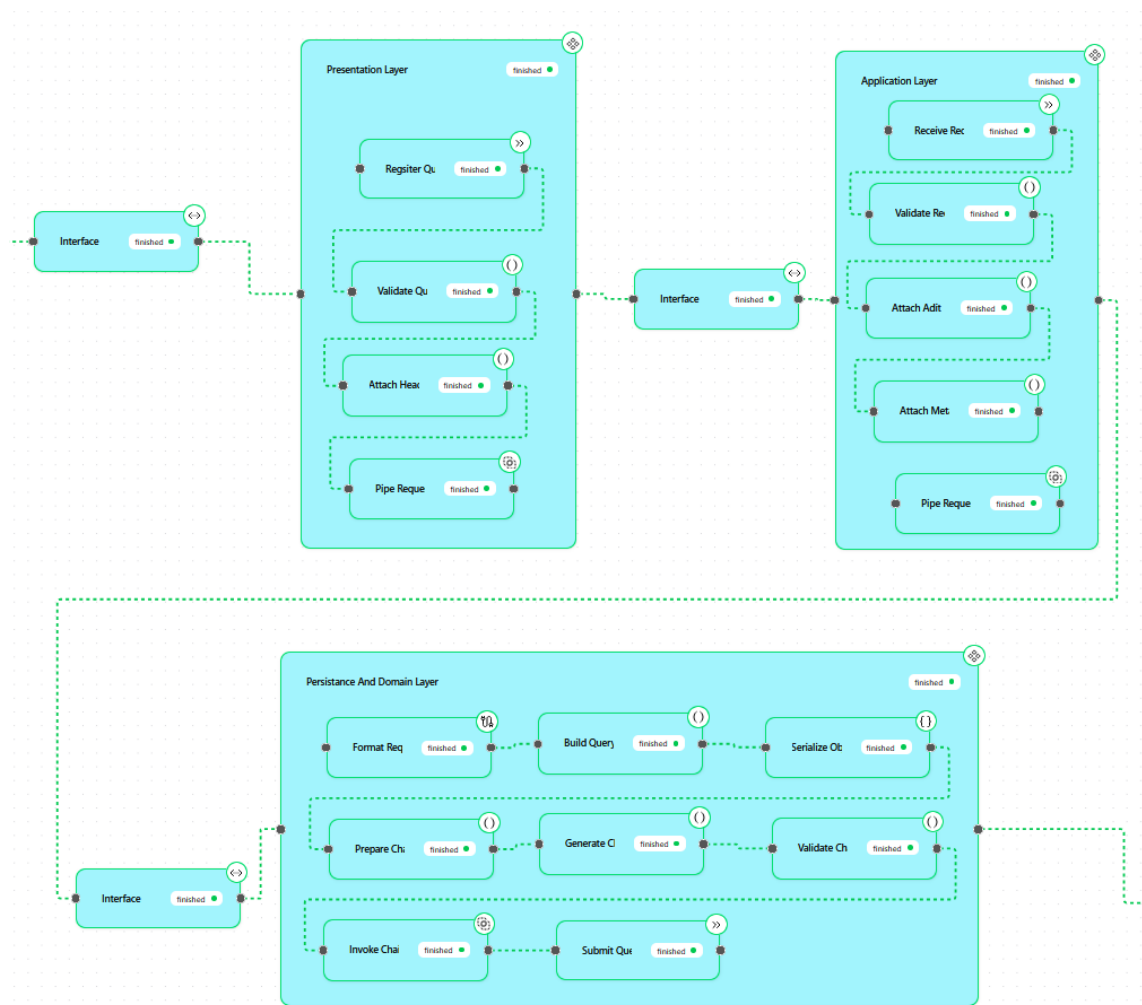 Presentation Layer finished
Regsiter Qu finished
Validate Qu finished
Attach Head finished
Pipe Reque finished
Interface finished
Interface finished
Application Layer finished
Receive Rec finished
Validate Re finished
Attach Adit finished
Attach Met finished
Pipe Reque finished
Persistance And Domain Layer finished
Format Req finished
Build Query finished
Serialize Ob finished
Prepare Cha finished
Generate Cl finished
Validate Ch finished
Interface finished
Invoke Chai finished
Submit Que finished